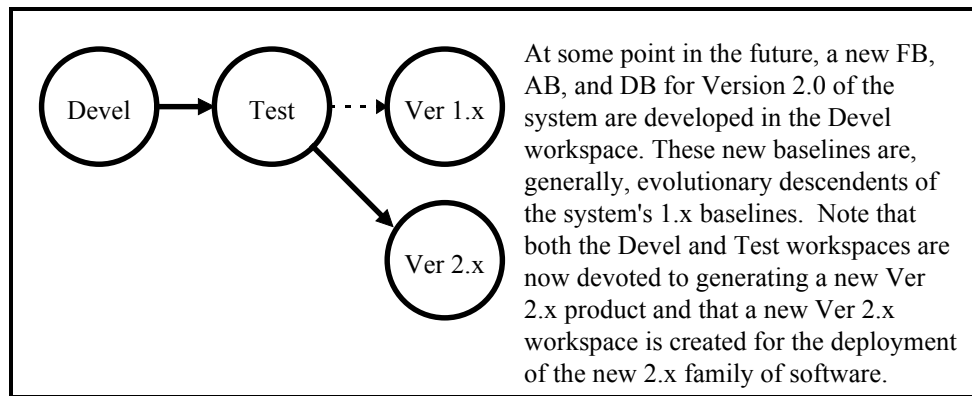 Devel
Test
Ver 1.x
Ver 2.x
At some point in the future, a new FB,
AB, and DB for Version 2.0 of the
system are developed in the Devel
workspace. These new baselines are,
generally, evolutionary descendents of
the system's 1.x baselines.  Note that
both the Devel and Test workspaces are
now devoted to generating a new Ver
2.x product and that a new Ver 2.x
workspace is created for the deployment
of the new 2.x family of software.